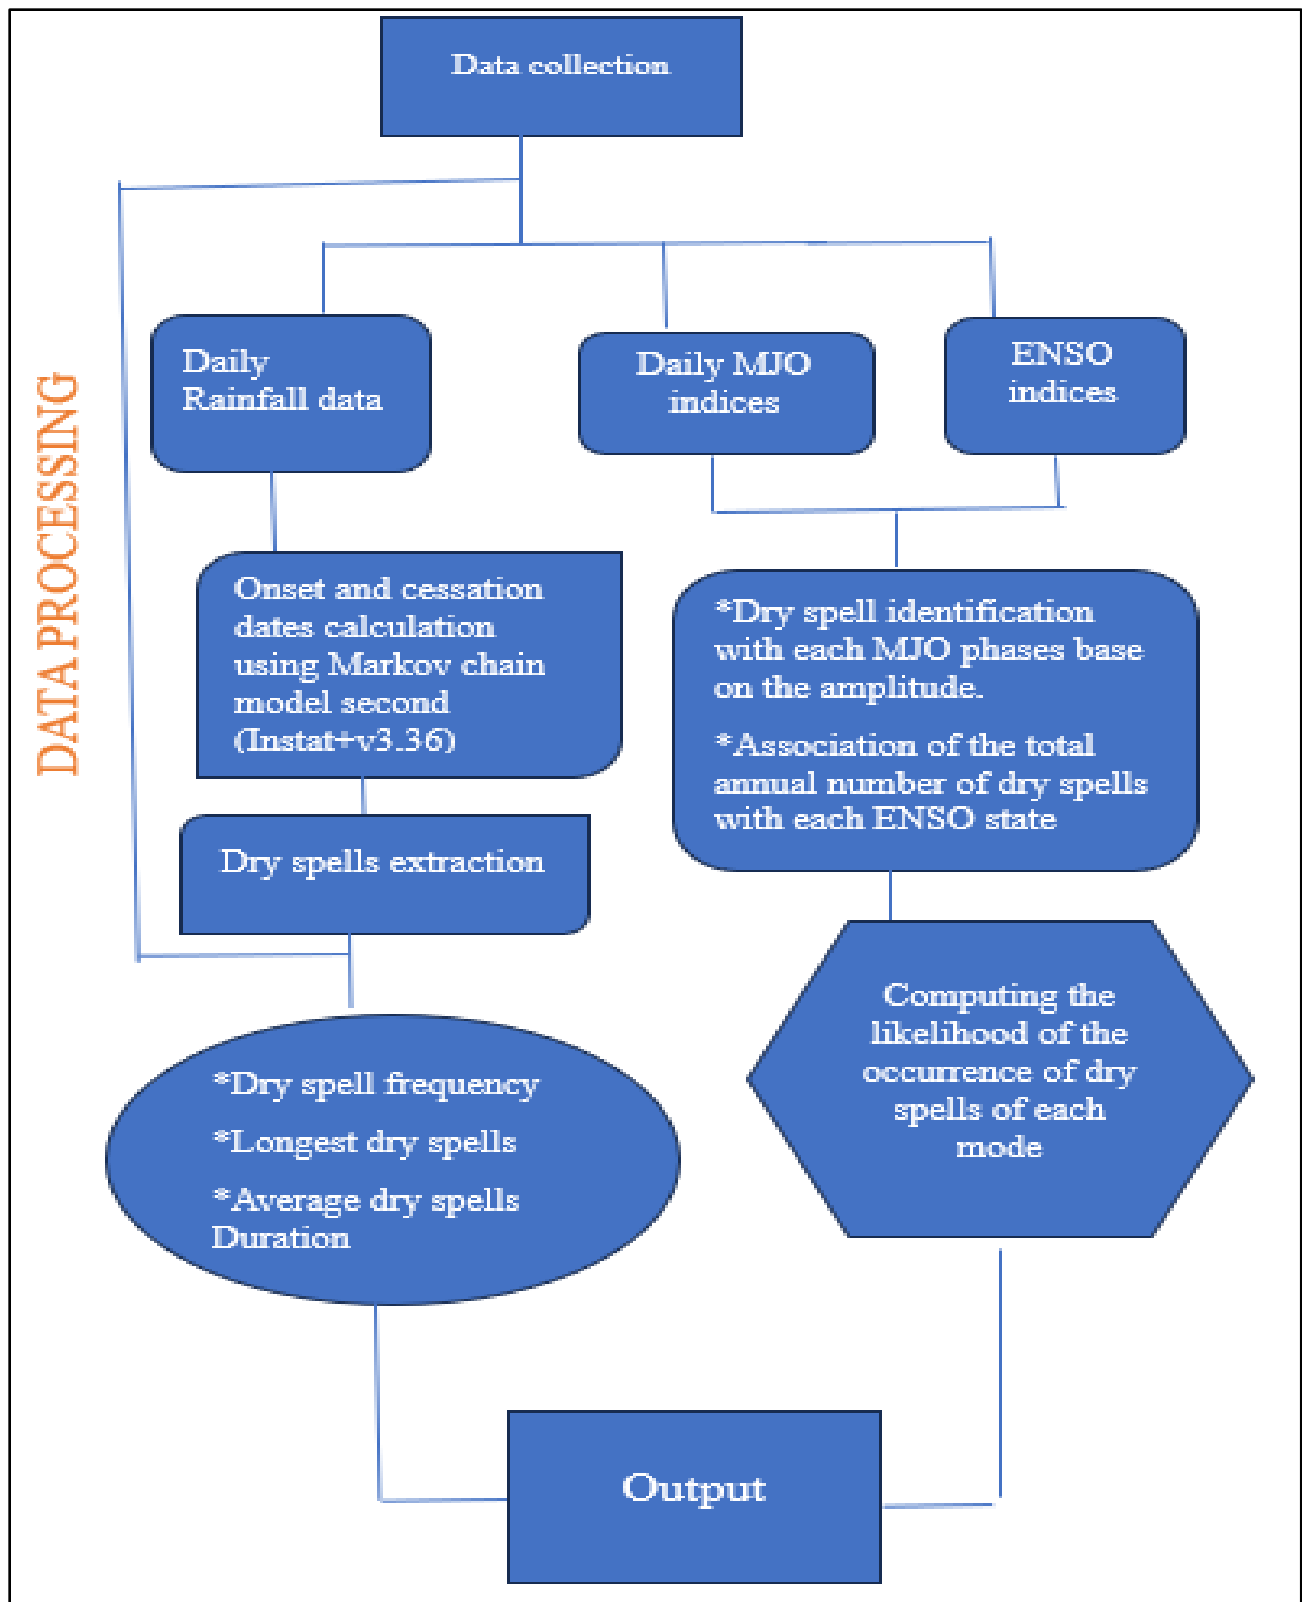 Data collection
DATA PROCESSING
Daily
Rainfall data
Daily MJO
indices
ENSO
indices
Onset and cessation
dates calculation
using Markov chain
model second
(Instat+v3.36)
*Dry spell identification
with each MJO phases base
on the amplitude.
*Association of the total
annual number of dry spells
with each ENSO state
Dry spells extraction
Computing the
likelihood of the
occurrence of dry
spells of each
mode
*Dry spell frequency
*Longest dry spells
*Average dry spells
Duration
Output